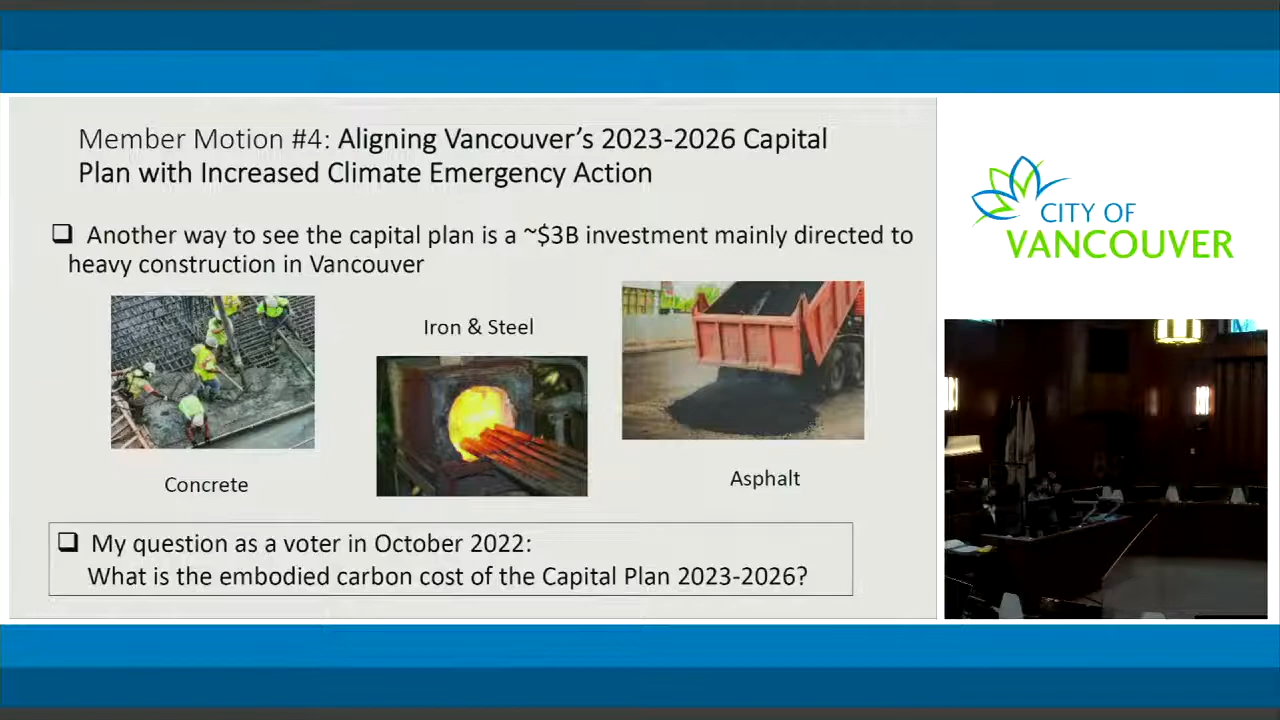 Member Motion #4: Aligning Vancouver’s 2023-2026 Capital
Plan with Increased Climate Emergency Action
❑ Another way to see the capital plan is a ~$3B investment mainly directed to
heavy construction in Vancouver
Iron & Steel
Concrete
Asphalt
❑ My question as a voter in October 2022:
What is the embodied carbon cost of the Capital Plan 2023-2026?
CITY OF
VANCOUVER